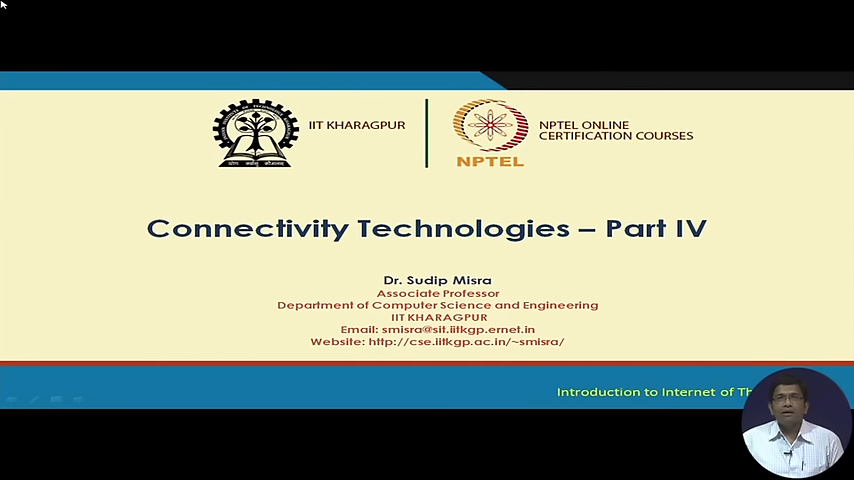 IIT KHARAGPUR
NPTEL
NPTEL ONLINE
CERTIFICATION COURSES
Connectivity Technologies – Part IV
Dr. Sudip Misra
Associate Professor
Department of Computer Science and Engineering
IIT KHARAGPUR
Email: smisra@sit.iitkgp.ernet.in
Website: http://cse.iitkgp.ac.in/~smisra/
Introduction to Internet of Th